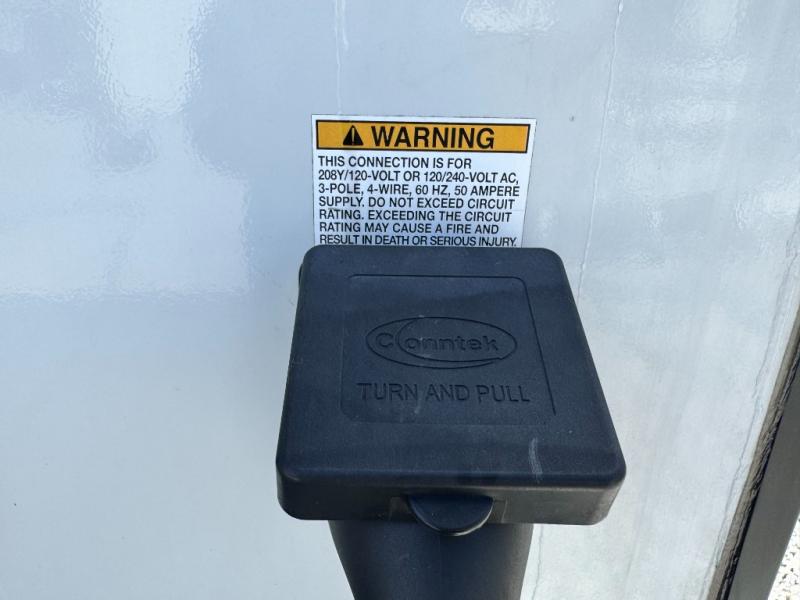 WARNING
THIS CONNECTION IS FOR
208Y/120-VOLT OR 120/240-VOLT AC,
3-POLE, 4-WIRE, 60 HZ, 50 AMPERE
SUPPLY. DO NOT EXCEED CIRCUIT
RATING. EXCEEDING THE CIRCUIT
RATING MAY CAUSE A FIRE AND
RESULT IN DEATH OR SERIOUS INJURY.
Conntek
TURN AND PULL